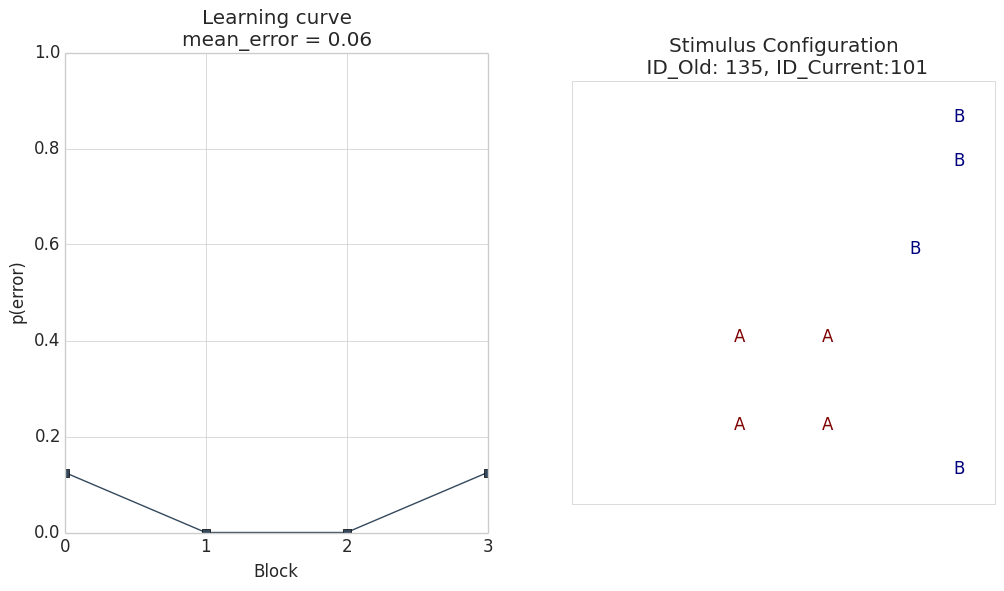 Learning curve
mean_error = 0.06
1.0
0.8
0.6
0.4
0.2
0.0
p(error)
0 1 2 3
Block
Stimulus Configuration
ID_Old: 135, ID_Current:101
B
B
B
A A
A A
B